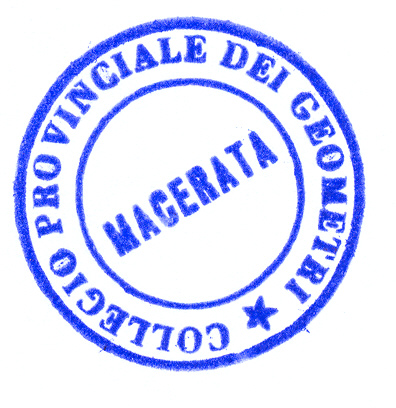 COLLEGIO PROVINCIALE DEI GEOMETRI
MACERATA